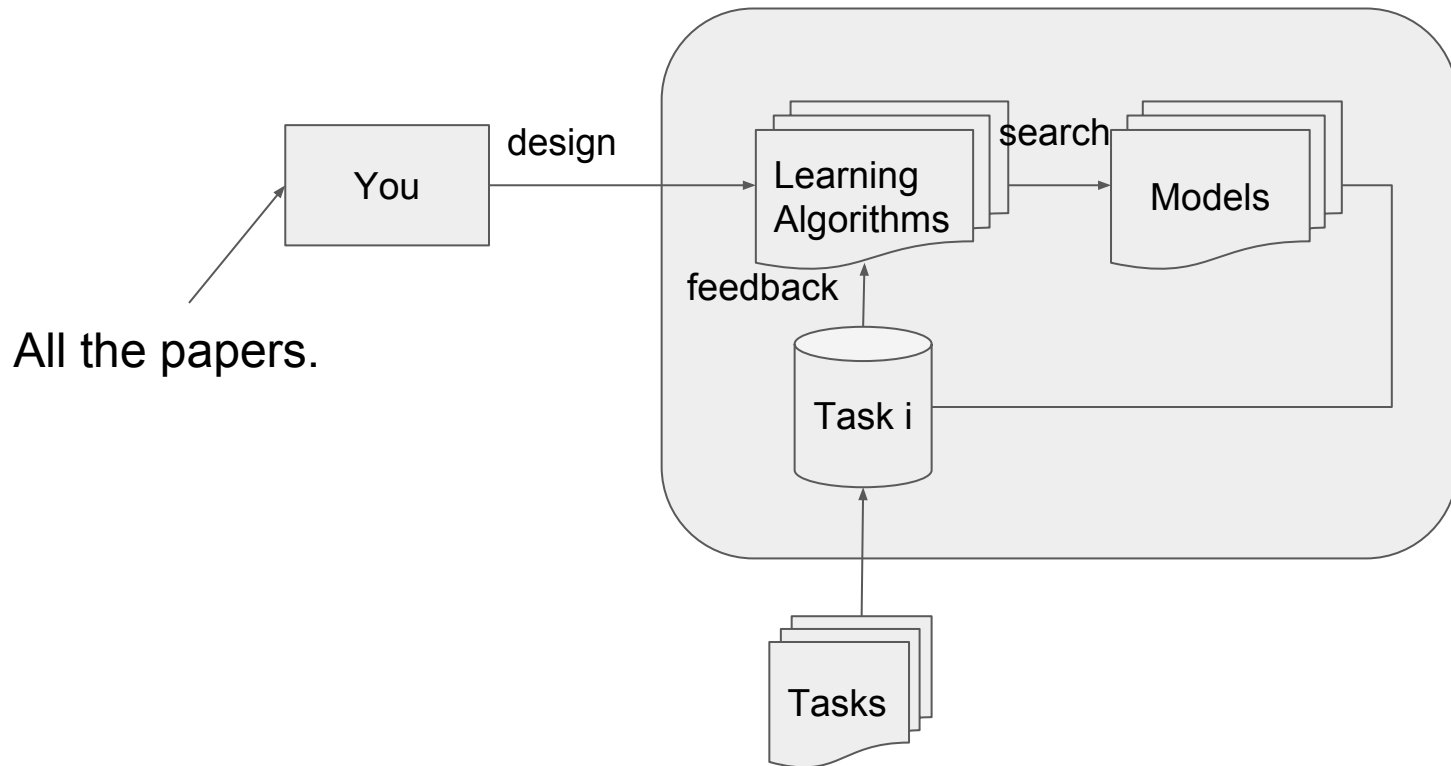 design
search
You
Learning
Algorithms
Models
feedback
All the papers.
Task i
Tasks